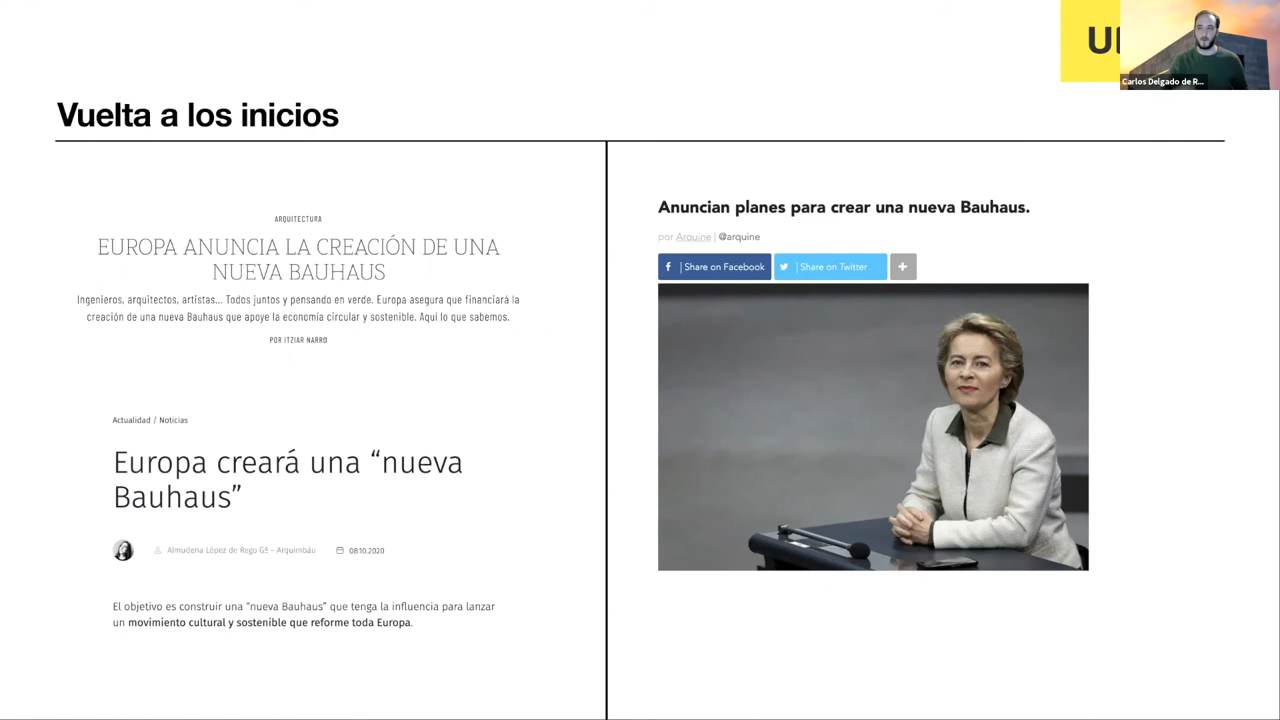 Vuelta a los inicios
ARQUITECTURA
EUROPA ANUNCIA LA CREACIÓN DE UNA
NUEVA BAUHAUS
Ingenieros, arquitectos, artistas... Todos juntos y pensando en verde. Europa asegura que financiará la
creación de una nueva Bauhaus que apoye la economía circular y sostenible. Aquí lo que sabemos.
POR ITZIAR NARRO
Actualidad / Noticias
Europa creará una “nueva
Bauhaus”
Almudena López de Rego Gª – Arquimbáu 08.10.2020
El objetivo es construir una “nueva Bauhaus” que tenga la influencia para lanzar
un movimiento cultural y sostenible que reforme toda Europa.
Anuncian planes para crear una nueva Bauhaus.
por Arquine | @arquine
f | Share on Facebook | Share on Twitter +
Carlos Delgado de R...